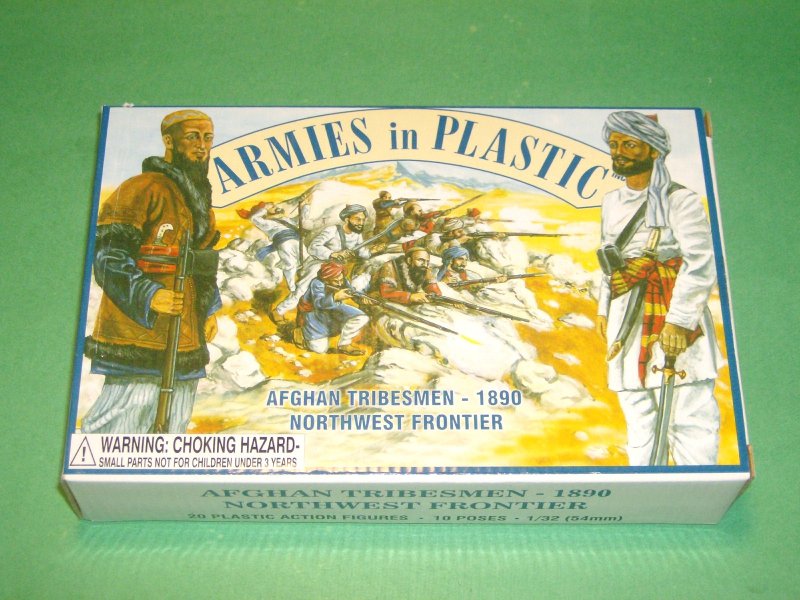 ARMIES in PLASTIC INC
AFGHAN TRIBESMEN - 1890
NORTHWEST FRONTIER
WARNING: CHOKING HAZARD-
SMALL PARTS NOT FOR CHILDREN UNDER 3 YEARS
AFGHAN TRIBESMEN - 1890
NORTHWEST FRONTIER
20 PLASTIC ACTION FIGURES · 10 POSES · 1/32 (54mm)